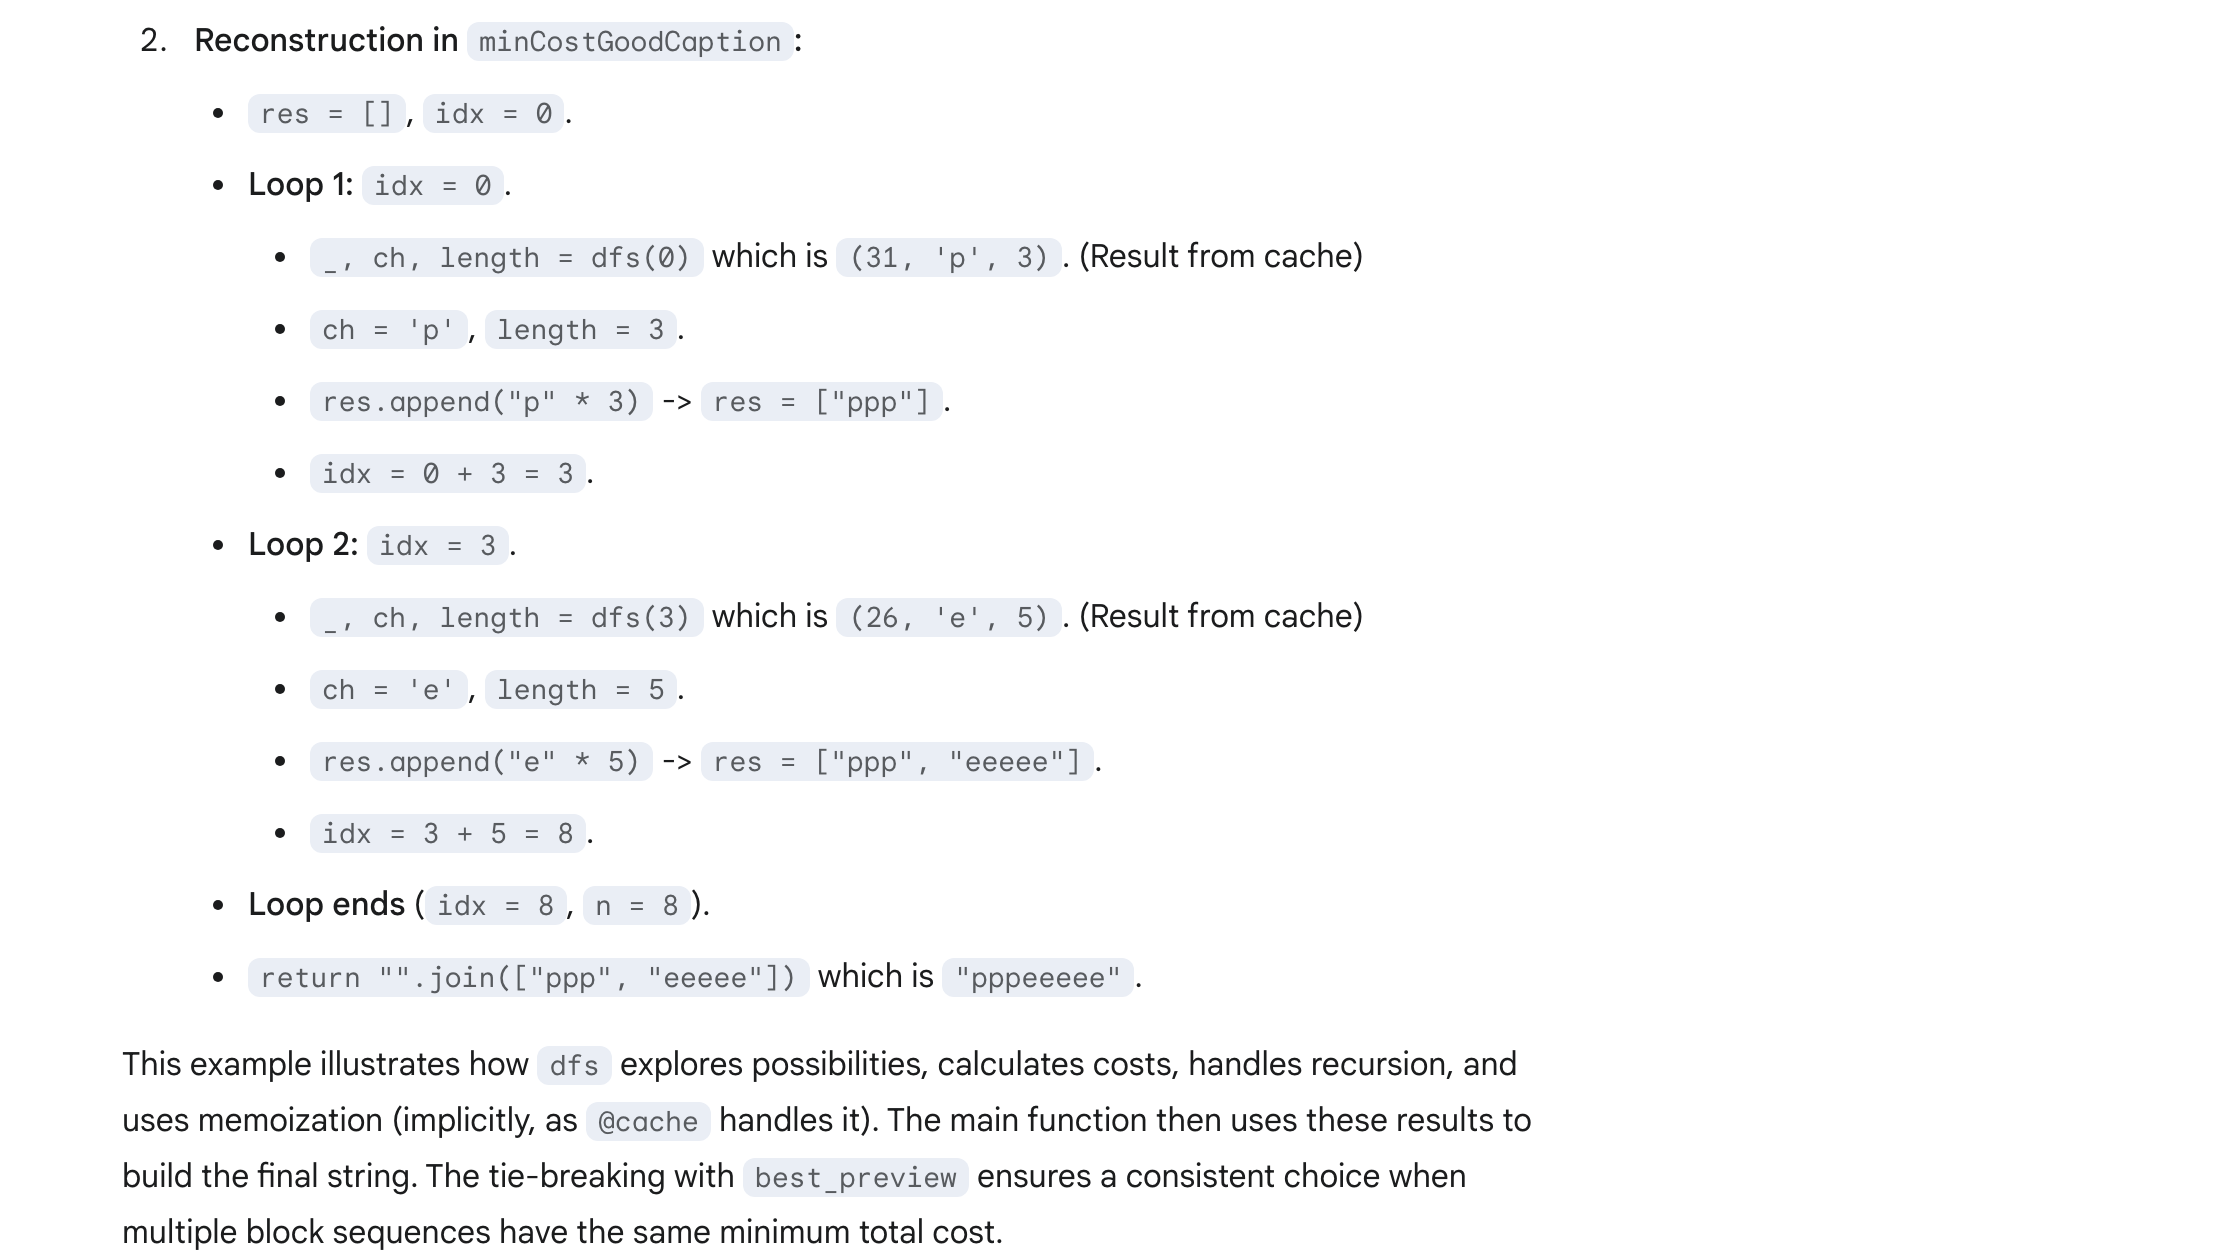 2. Reconstruction in minCostGoodCaption:
• res = [], idx = 0.
• Loop 1: idx = 0.
• _, ch, length = dfs(0) which is (31, 'p', 3). (Result from cache)
• ch = 'p', length = 3.
• res.append("p" * 3) -> res = ["ppp"].
• idx = 0 + 3 = 3.
• Loop 2: idx = 3.
• _, ch, length = dfs(3) which is (26, 'e', 5). (Result from cache)
• ch = 'e', length = 5.
• res.append("e" * 5) -> res = ["ppp", "eeeee"].
• idx = 3 + 5 = 8.
• Loop ends (idx = 8, n = 8).
• return "".join(["ppp", "eeeee"]) which is "pppeeeee".
This example illustrates how dfs explores possibilities, calculates costs, handles recursion, and
uses memoization (implicitly, as @cache handles it). The main function then uses these results to
build the final string. The tie-breaking with best_preview ensures a consistent choice when
multiple block sequences have the same minimum total cost.